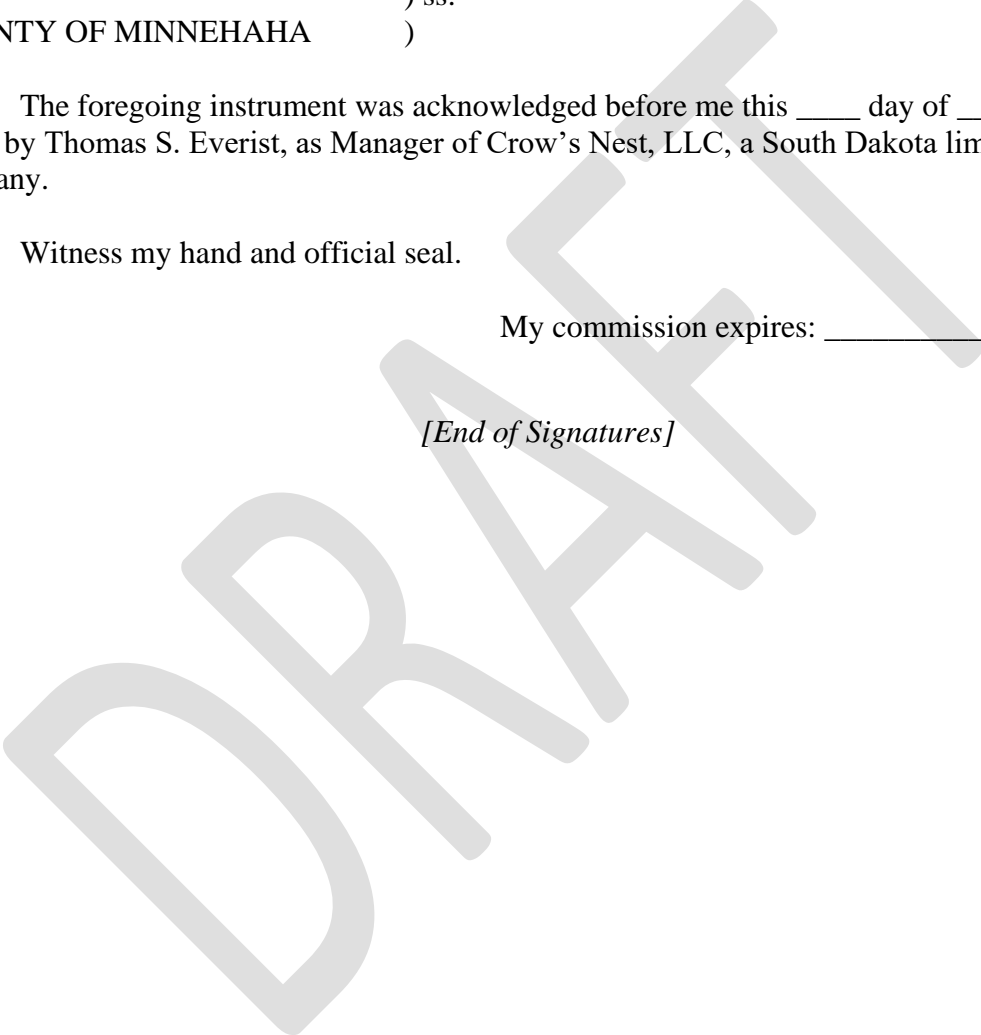 ) ss.
NTY OF MINNEHAHA )
The foregoing instrument was acknowledged before me this ____ day of __
by Thomas S. Everist, as Manager of Crow’s Nest, LLC, a South Dakota lim
any.
Witness my hand and official seal.
My commission expires: __________
[End of Signatures]
DRAFT